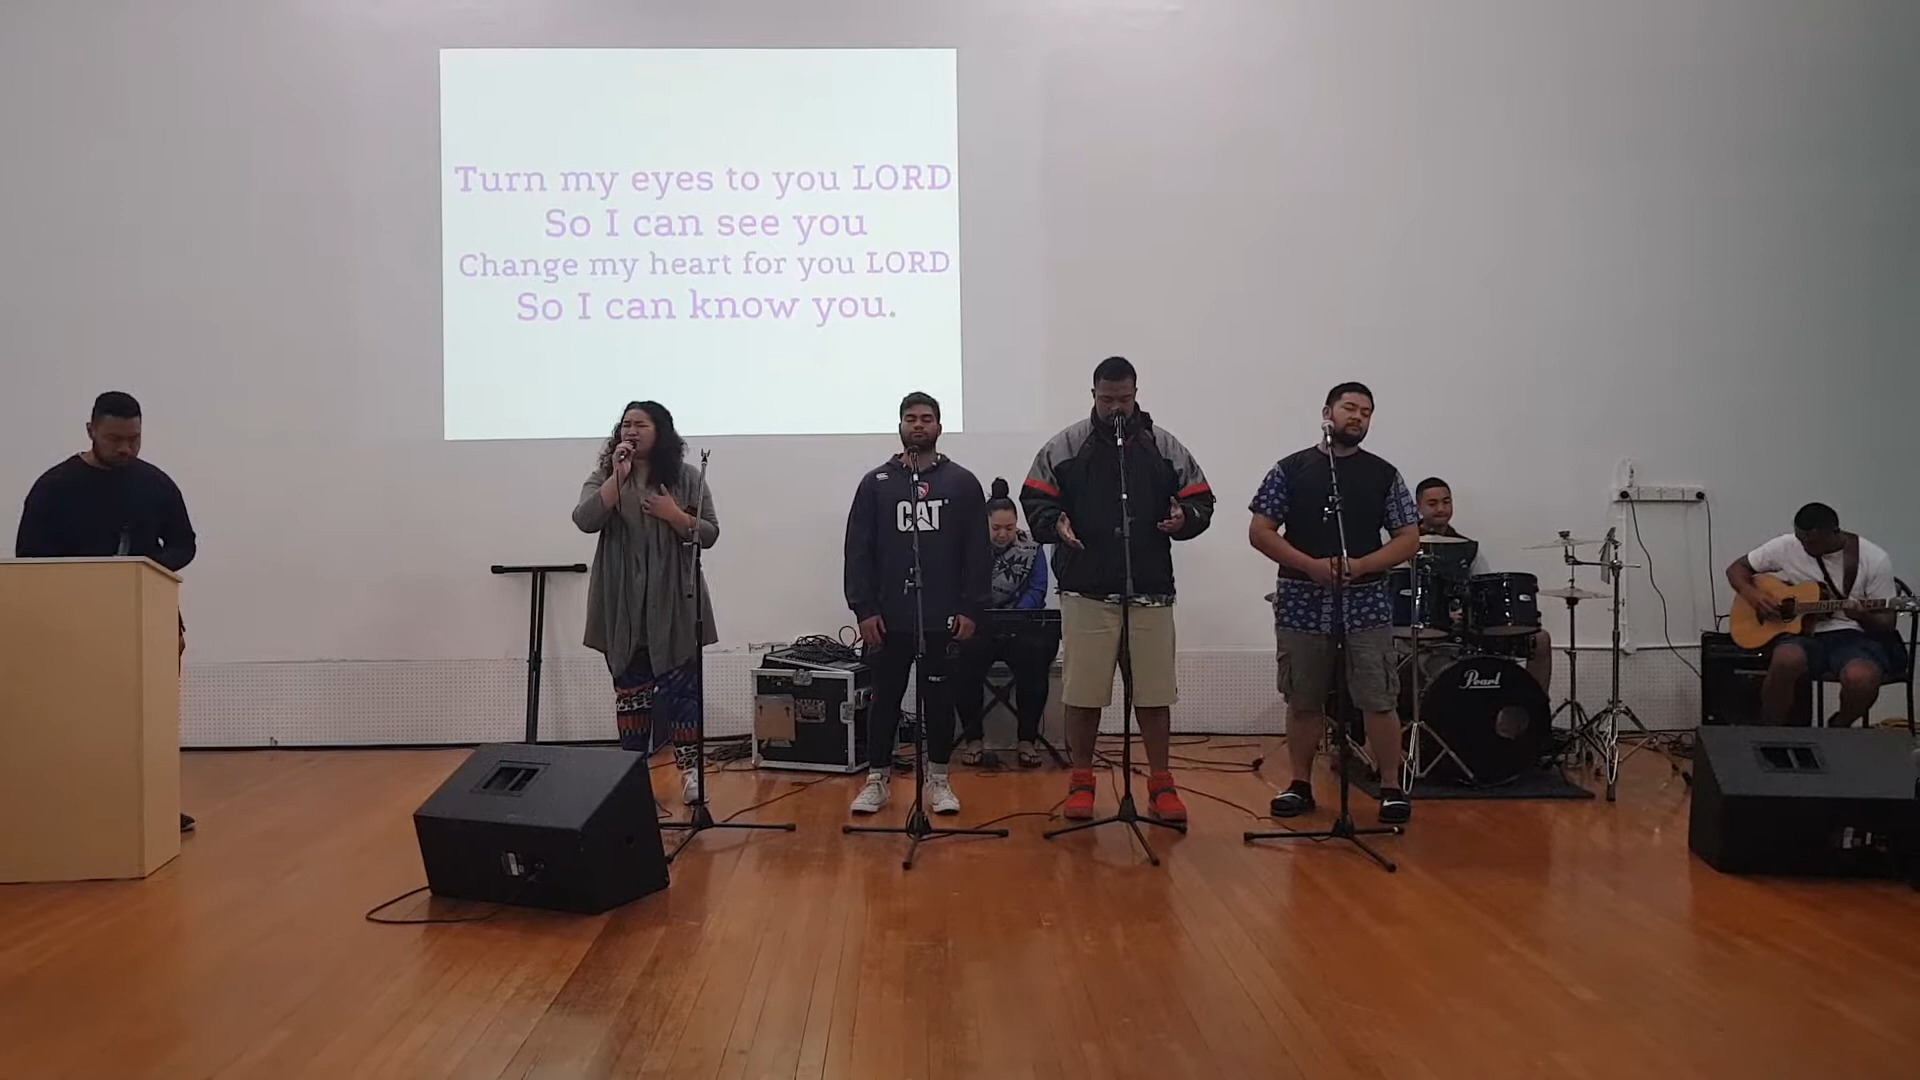 Turn my eyes to you LORD
So I can see you
Change my heart for you LORD
So I can know you.
CAT
Pearl